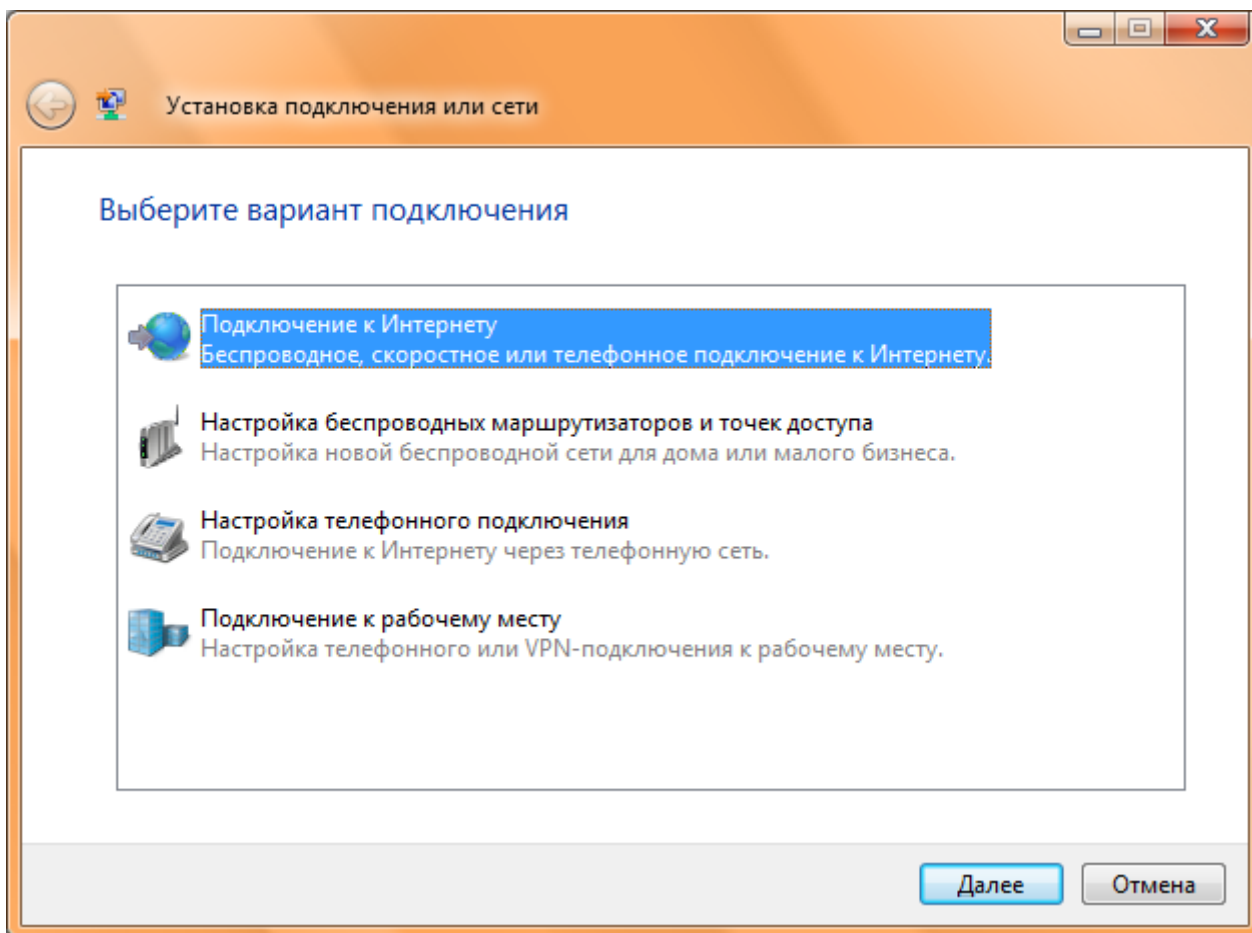 Установка подключения или сети
Выберите вариант подключения
Подключение к Интернету
Беспроводное, скоростное или телефонное подключение к Интернету.
Настройка беспроводных маршрутизаторов и точек доступа
Настройка новой беспроводной сети для дома или малого бизнеса.
Настройка телефонного подключения
Подключение к Интернету через телефонную сеть.
Подключение к рабочему месту
Настройка телефонного или VPN-подключения к рабочему месту.
Далее
Отмена